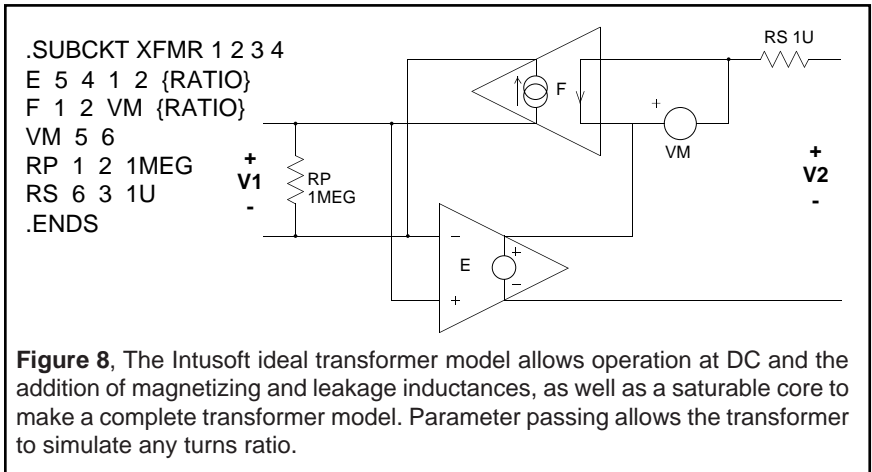 .SUBCKT XFMR 1 2 3 4
E 5 4 1 2 {RATIO}
F 1 2 VM {RATIO}
VM 5 6
RP 1 2 1MEG
RS 6 3 1U
.ENDS
RS 1U
F
+
VM
+
V1
-
RP
1MEG
+
V2
-
−
E
+
−
+
Figure 8, The Intusoft ideal transformer model allows operation at DC and the
addition of magnetizing and leakage inductances, as well as a saturable core to
make a complete transformer model. Parameter passing allows the transformer
to simulate any turns ratio.